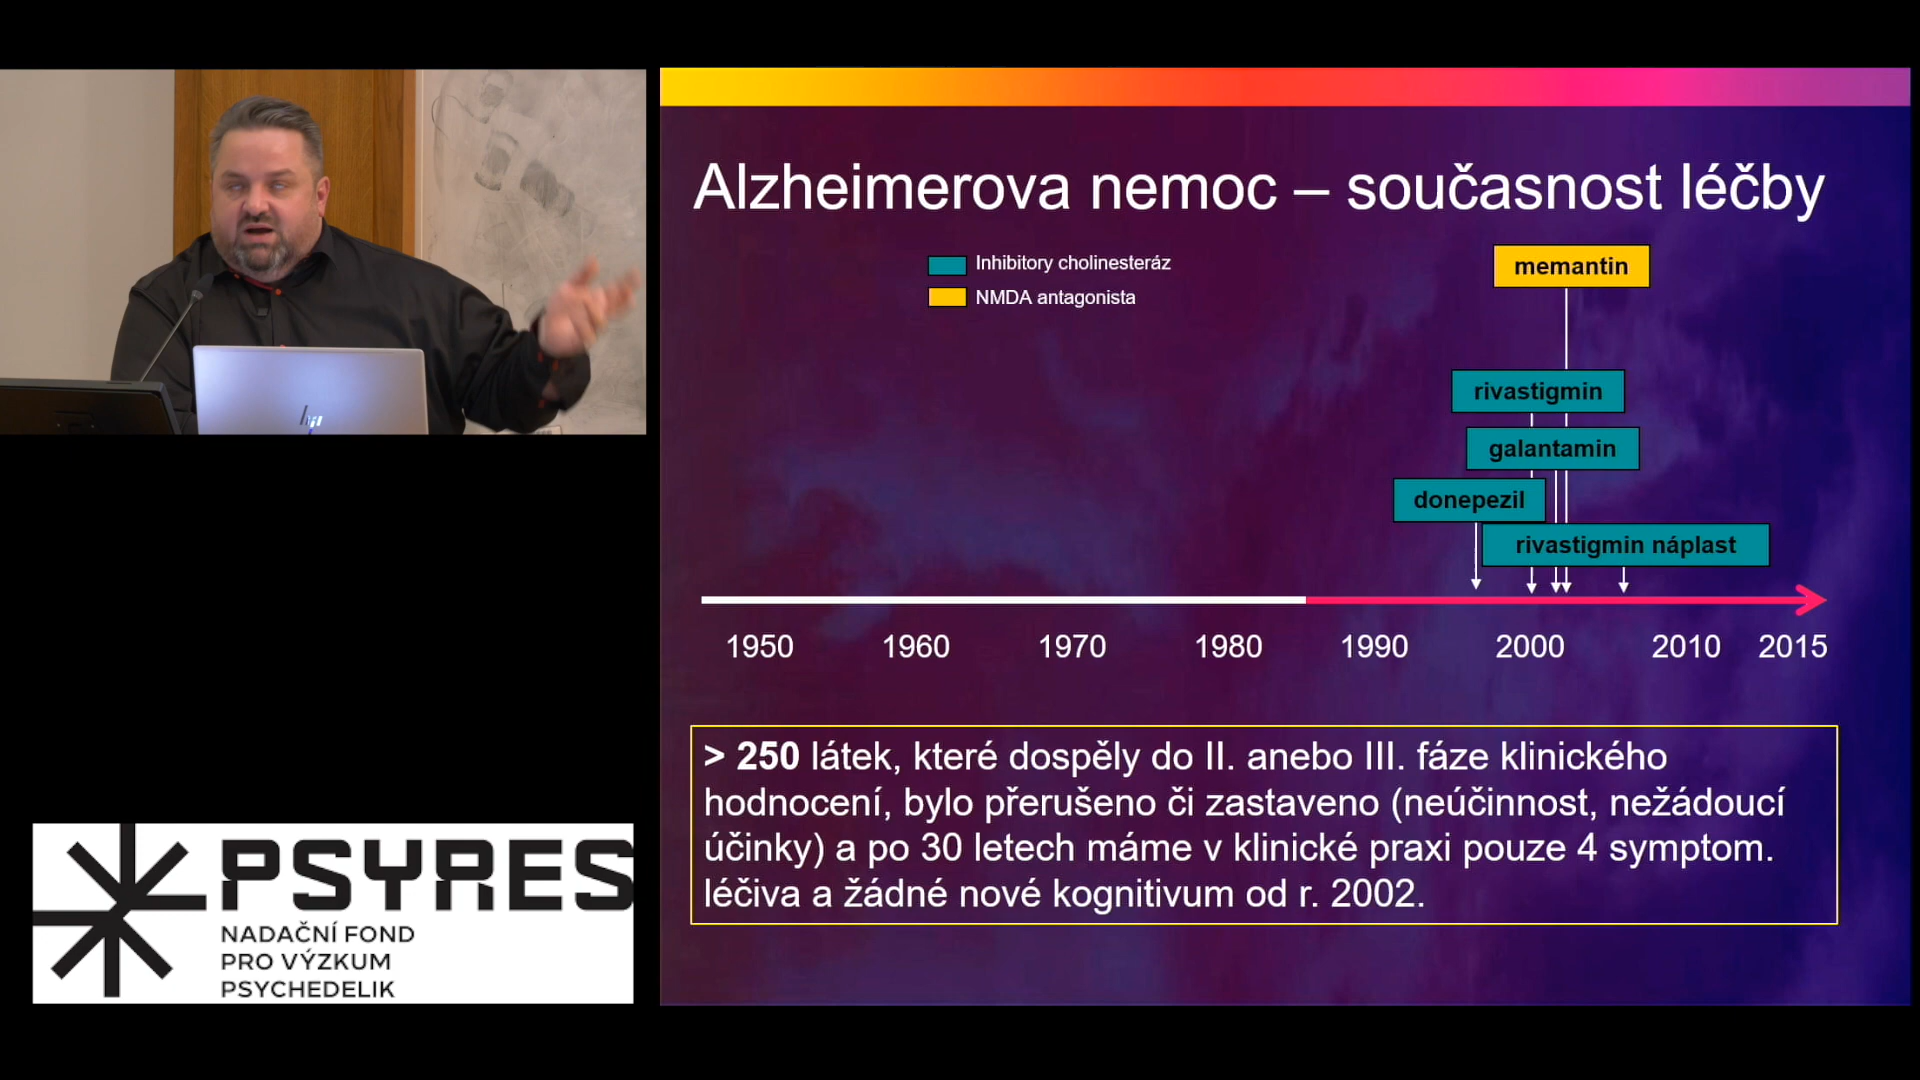 Alzheimerova nemoc – současnost léčby
Inhibitory cholinesteráz
NMDA antagonista
memantin
rivastigmin
galantamin
donepezil
rivastigmin náplast
1950 1960 1970 1980 1990 2000 2010 2015
> 250 látek, které dospěly do II. anebo III. fáze klinického
hodnocení, bylo přerušeno či zastaveno (neúčinnost, nežádoucí
účinky) a po 30 letech máme v klinické praxi pouze 4 symptom.
léčiva a žádné nové kognitivum od r. 2002.
hp
PSYRES
NADAČNÍ FOND
PRO VÝZKUM
PSYCHEDELIK